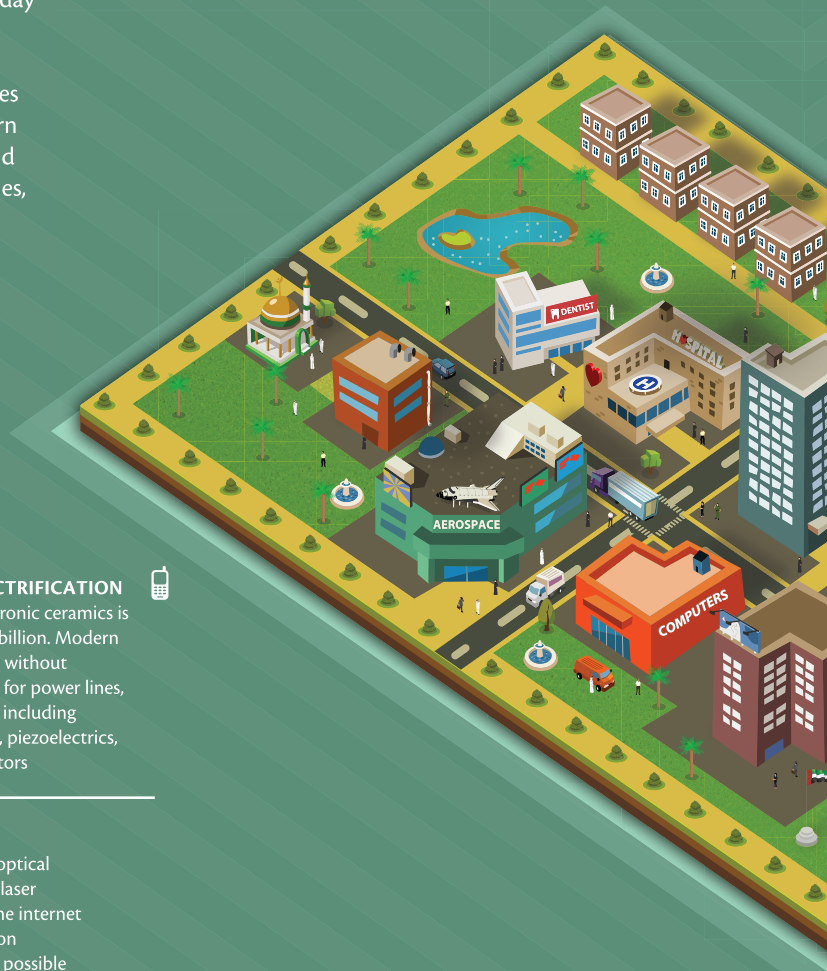 day
es
rn
d
es,
DENTIST
HOSPITAL
H
AEROSPACE
COMPUTERS
CTRIFICATION
ronic ceramics is
billion. Modern
without
for power lines,
including
, piezoelectrics,
tors
optical
laser
he internet
on
possible